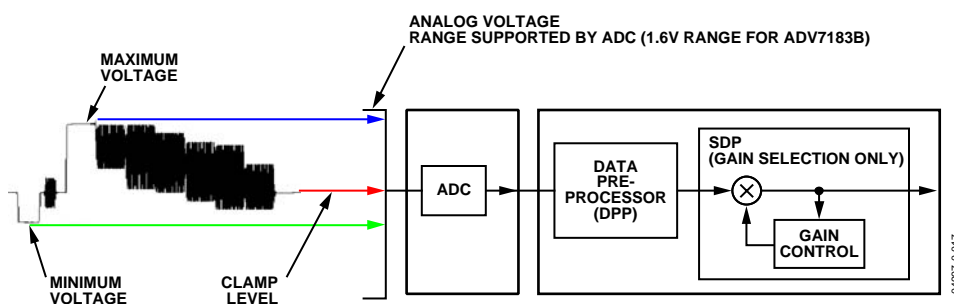 ANALOG VOLTAGE
RANGE SUPPORTED BY ADC (1.6V RANGE FOR ADV7183B)
MAXIMUM
VOLTAGE
SDP
(GAIN SELECTION ONLY)
DATA
PRE-
PROCESSOR
(DPP)
ADC
GAIN
CONTROL
MINIMUM
VOLTAGE
CLAMP
LEVEL